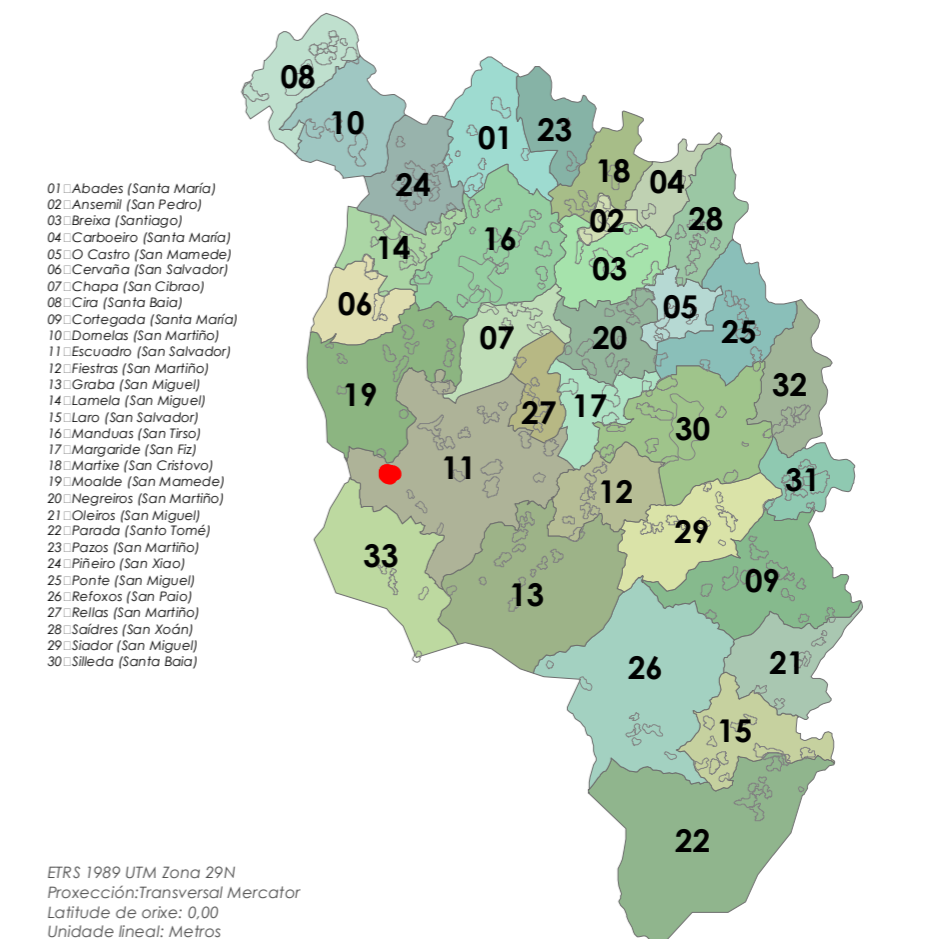 08
10
01
23
18
04
24
02
28
16
14
03
06
05
07
20
25
19
32
27
17
30
11
31
12
29
33
09
13
26
21
15
22
01 Abades (Santa María)
02 Ansemil (San Pedro)
03 Breixa (Santiago)
04 Carboeiro (Santa María)
05 O Castro (San Mamede)
06 Cervaña (San Salvador)
07 Chapa (San Cibrao)
08 Cira (Santa Baia)
09 Cortegada (Santa María)
10 Dornelas (San Martiño)
11 Escuadro (San Salvador)
12 Fiestras (San Martiño)
13 Graba (San Miguel)
14 Lamela (San Miguel)
15 Laro (San Salvador)
16 Manduas (San Tirso)
17 Margaride (San Fiz)
18 Martixe (San Cristovo)
19 Moalde (San Mamede)
20 Negreiros (San Martiño)
21 Oleiros (San Miguel)
22 Parada (Santo Tomé)
23 Pazos (San Martiño)
24 Piñeiro (San Xiao)
25 Ponte (San Miguel)
26 Refoxos (San Paio)
27 Rellas (San Martiño)
28 Saídres (San Xoán)
29 Siador (San Miguel)
30 Silleda (Santa Baia)
ETRS 1989 UTM Zona 29N
Proxección:Transversal Mercator
Latitude de orixe: 0,00
Unidade lineal: Metros